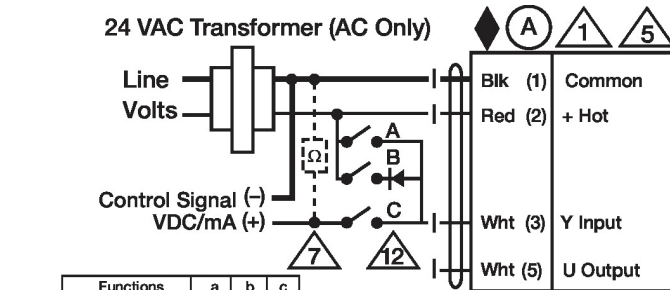 24 VAC Transformer (AC Only)
A 1 5
Line
Volts
Blk (1) Common
Red (2) + Hot
A
Ω
B
Control Signal (–)
VDC/mA (+)
C
Wht (3) Y Input
7 12
Wht (5) U Output
Functions a b c